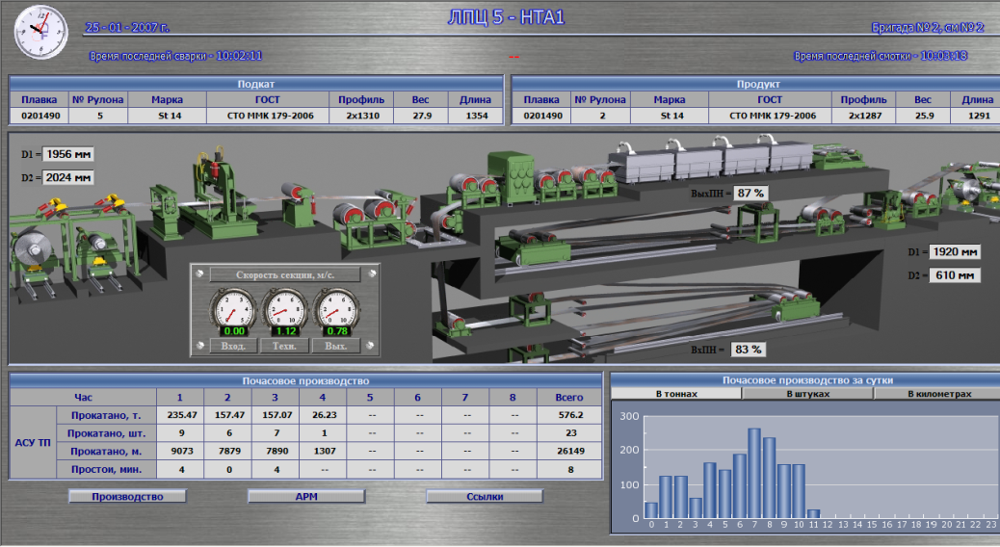 ЛПЦ 5 - НТА1
25 - 01 - 2007 г.
Бригада № 2, см № 2
Время последней сварки - 10:02:11
--
Время последней смотки - 10:03:18
Подкат
Плавка № Рулона Марка ГОСТ Профиль Вес Длина
0201490 5 St 14 СТО ММК 179-2006 2x1310 27.9 1354
Продукт
Плавка № Рулона Марка ГОСТ Профиль Вес Длина
0201490 2 St 14 СТО ММК 179-2006 2x1287 25.9 1291
D1 = 1956 мм
D2 = 2024 мм
ВыхПН = 87 %
D1 = 1920 мм
D2 = 610 мм
ВхПН = 83 %
Скорость секции, м/с.
0.00 1.12 0.78
Вход. Техн. Вых.
Почасовое производство
Час 1 2 3 4 5 6 7 8 Всего
АСУ ТП
Прокатано, т. 235.47 157.47 157.07 26.23 -- -- -- -- 576.2
Прокатано, шт. 9 6 7 1 -- -- -- -- 23
Прокатано, м. 9073 7879 7890 1307 -- -- -- -- 26149
Простои, мин. 4 0 4 -- -- -- -- -- 8
Производство АРМ Ссылки
Почасовое производство за сутки
В тоннах В штуках В километрах
300
200
100
0
0 1 2 3 4 5 6 7 8 9 10 11 12 13 14 15 16 17 18 19 20 21 22 23